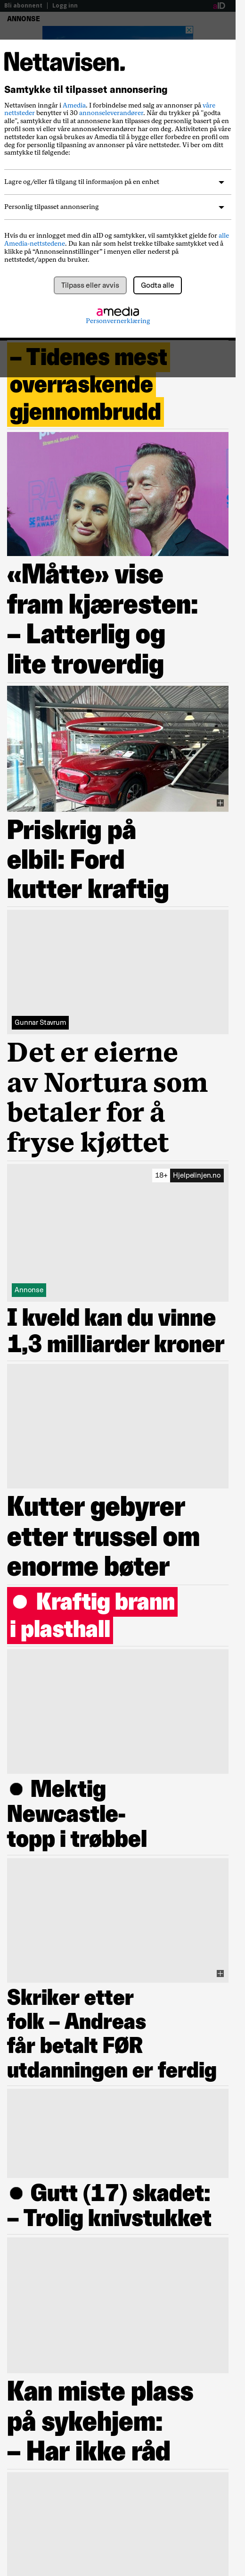 Bli abonnent | Logg inn
aID
ANNONSE
Nettavisen.
Samtykke til tilpasset annonsering
Nettavisen inngår i Amedia. I forbindelse med salg av annonser på våre
nettsteder benytter vi 30 annonseleverandører. Når du trykker på "godta
alle", samtykker du til at annonsene kan tilpasses deg personlig basert på den
informasjonen vi eller våre annonseleverandører har om deg. Aktiviteten på våre
nettsteder kan også brukes av Amedia til å bygge eller forbedre en profil om deg
for å tilpasse annonsering på våre nettsteder. Vi ber om ditt
samtykke til følgende:
Lagre og/eller få tilgang til informasjon på en enhet
Personlig tilpasset annonsering
Hvis du er innlogget med din aID og samtykker, vil samtykket gjelde for alle
Amedia-nettstedene. Du kan når som helst trekke tilbake samtykket ved å
klikke på “Annonseinnstillinger” i menyen eller nederst på
nettstedet/appen du bruker.
Tilpass eller avvis
Godta alle
amedia
Personvernerklæring
– Tidenes mest
overraskende
gjennombrudd
«Måtte» vise
fram kjæresten:
– Latterlig og
lite troverdig
Priskrig på
elbil: Ford
kutter kraftig
Gunnar Stavrum
Det er eierne
av Nortura som
betaler for å
fryse kjøttet
18+ Hjelpelinjen.no
Annonse
I kveld kan du vinne
1,3 milliarder kroner
Kutter gebyrer
etter trussel om
enorme bøter
● Kraftig brann
i plasthall
● Mektig
Newcastle-
topp i trøbbel
Skriker etter
folk – Andreas
får betalt FØR
utdanningen er ferdig
● Gutt (17) skadet:
– Trolig knivstukket
Kan miste plass
på sykehjem:
– Har ikke råd